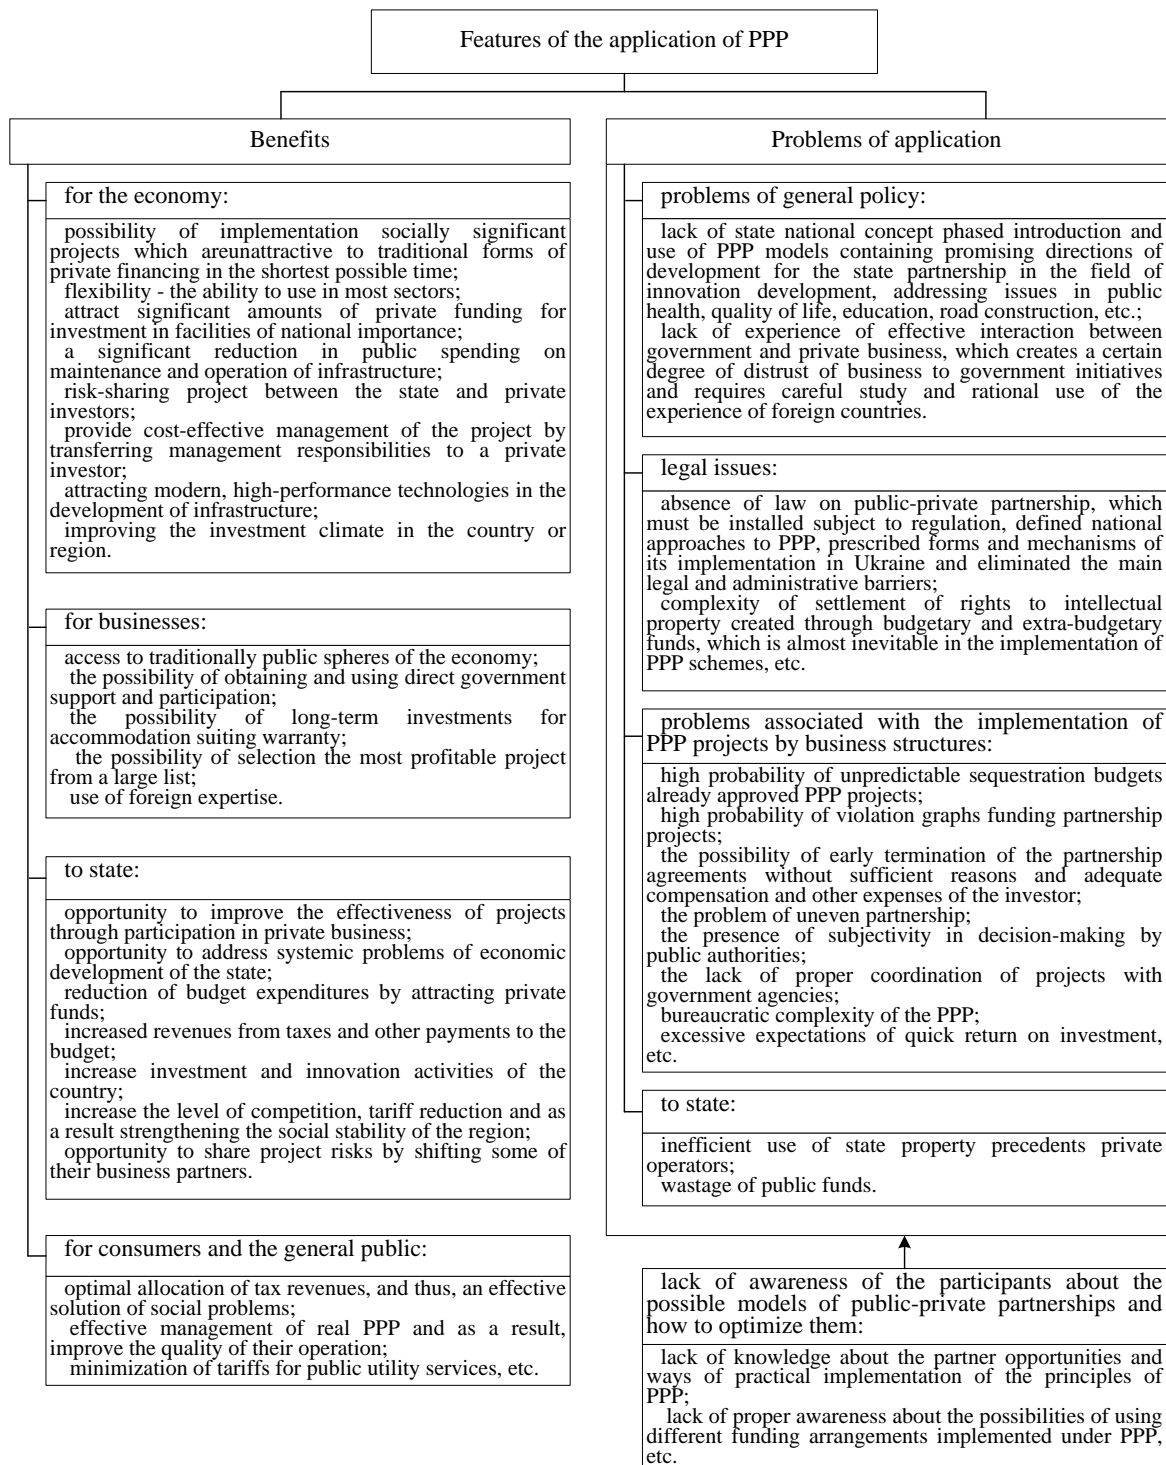 Features of the application of PPP
Benefits
for the economy:
possibility of implementation socially significant
projects which areunattractive to traditional forms of
private financing in the shortest possible time;
flexibility - the ability to use in most sectors;
attract significant amounts of private funding for
investment in facilities of national importance;
a significant reduction in public spending on
maintenance and operation of infrastructure;
risk-sharing project between the state and private
investors;
provide cost-effective management of the project by
transferring management responsibilities to a private
investor;
attracting modern, high-performance technologies in the
development of infrastructure;
improving the investment climate in the country or
region.
for businesses:
access to traditionally public spheres of the economy;
the possibility of obtaining and using direct government
support and participation;
the possibility of long-term investments for
accommodation suiting warranty;
the possibility of selection the most profitable project
from a large list;
use of foreign expertise.
to state:
opportunity to improve the effectiveness of projects
through participation in private business;
opportunity to address systemic problems of economic
development of the state;
reduction of budget expenditures by attracting private
funds;
increased revenues from taxes and other payments to the
budget;
increase investment and innovation activities of the
country;
increase the level of competition, tariff reduction and as
a result strengthening the social stability of the region;
opportunity to share project risks by shifting some of
their business partners.
for consumers and the general public:
optimal allocation of tax revenues, and thus, an effective
solution of social problems;
effective management of real PPP and as a result,
improve the quality of their operation;
minimization of tariffs for public utility services, etc.
Problems of application
problems of general policy:
lack of state national concept phased introduction and
use of PPP models containing promising directions of
development for the state partnership in the field of
innovation development, addressing issues in public
health, quality of life, education, road construction, etc.;
lack of experience of effective interaction between
government and private business, which creates a certain
degree of distrust of business to government initiatives
and requires careful study and rational use of the
experience of foreign countries.
legal issues:
absence of law on public-private partnership, which
must be installed subject to regulation, defined national
approaches to PPP, prescribed forms and mechanisms of
its implementation in Ukraine and eliminated the main
legal and administrative barriers;
complexity of settlement of rights to intellectual
property created through budgetary and extra-budgetary
funds, which is almost inevitable in the implementation of
PPP schemes, etc.
problems associated with the implementation of
PPP projects by business structures:
high probability of unpredictable sequestration budgets
already approved PPP projects;
high probability of violation graphs funding partnership
projects;
the possibility of early termination of the partnership
agreements without sufficient reasons and adequate
compensation and other expenses of the investor;
the problem of uneven partnership;
the presence of subjectivity in decision-making by
public authorities;
the lack of proper coordination of projects with
government agencies;
bureaucratic complexity of the PPP;
excessive expectations of quick return on investment,
etc.
to state:
inefficient use of state property precedents private
operators;
wastage of public funds.
lack of awareness of the participants about the
possible models of public-private partnerships and
how to optimize them:
lack of knowledge about the partner opportunities and
ways of practical implementation of the principles of
PPP;
lack of proper awareness about the possibilities of using
different funding arrangements implemented under PPP,
etc.